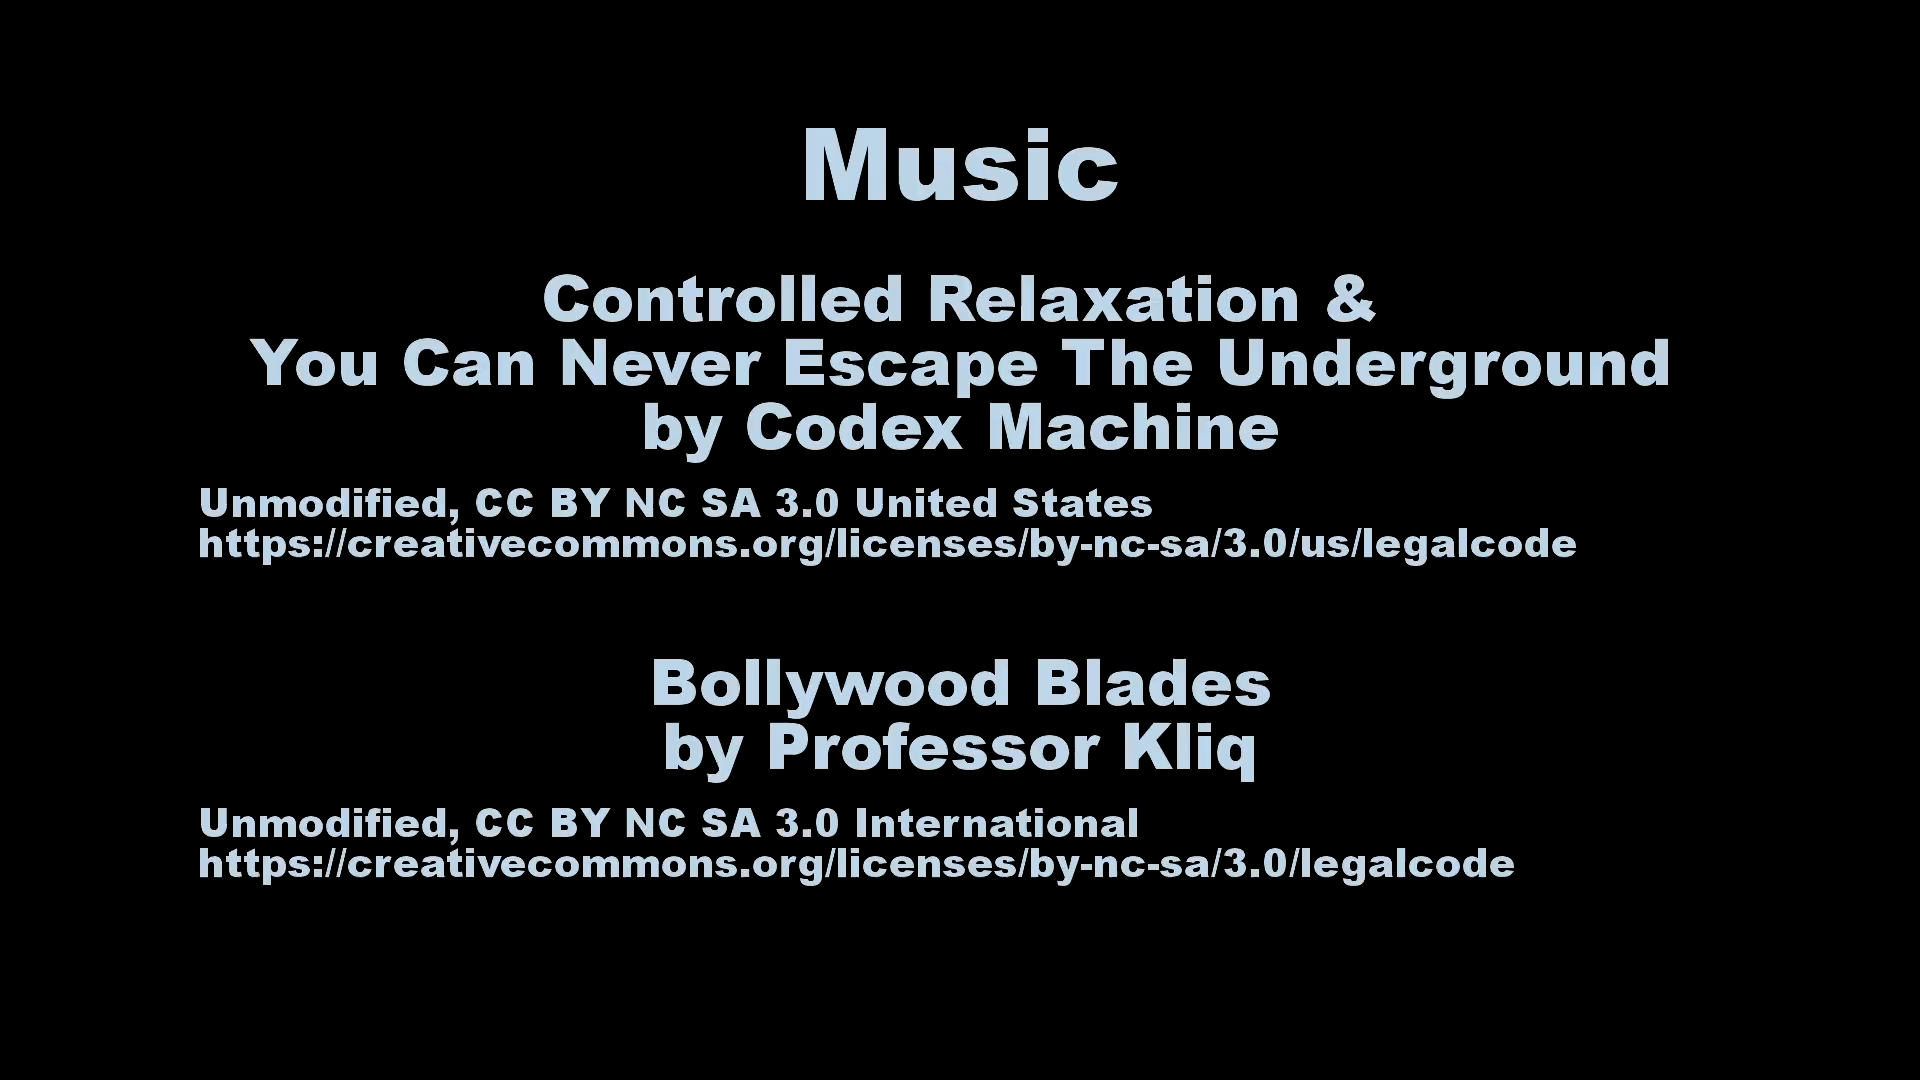 Music
Controlled Relaxation &
You Can Never Escape The Underground
by Codex Machine
Unmodified, CC BY NC SA 3.0 United States
https://creativecommons.org/licenses/by-nc-sa/3.0/us/legalcode
Bollywood Blades
by Professor Kliq
Unmodified, CC BY NC SA 3.0 International
https://creativecommons.org/licenses/by-nc-sa/3.0/legalcode